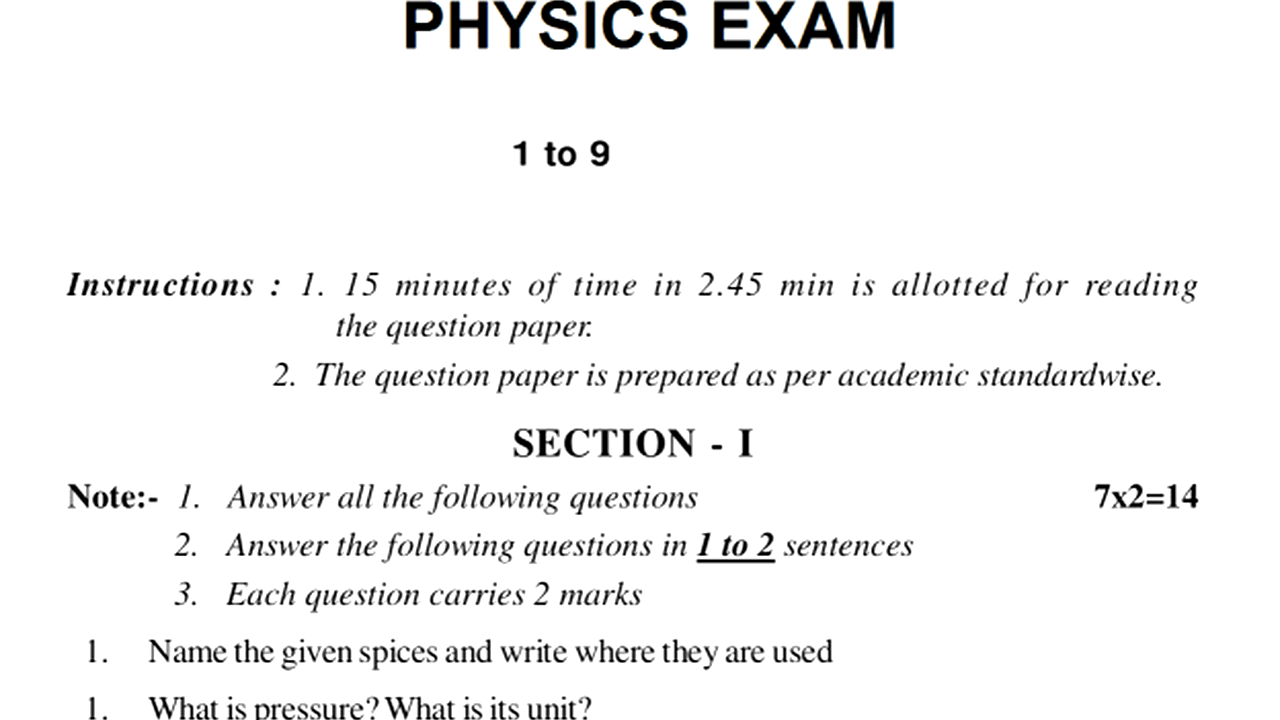 PHYSICS EXAM
1 to 9
Instructions : 1. 15 minutes of time in 2.45 min is allotted for reading
the question paper.
2. The question paper is prepared as per academic standardwise.
SECTION - I
Note:- 1. Answer all the following questions 7x2=14
2. Answer the following questions in 1 to 2 sentences
3. Each question carries 2 marks
1. Name the given spices and write where they are used
1. What is pressure? What is its unit?